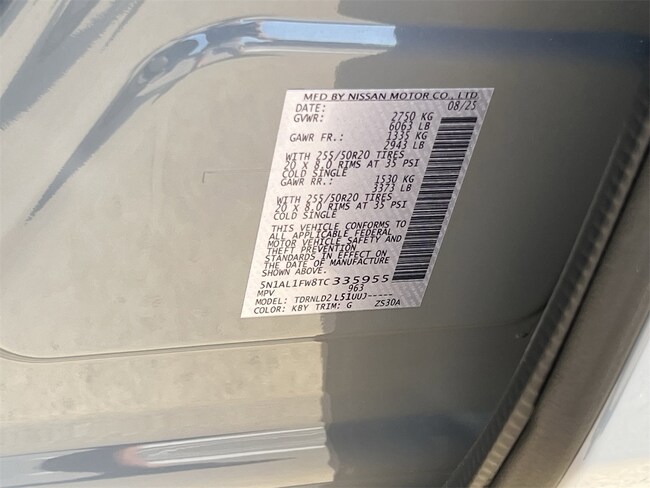 MFD BY NISSAN MOTOR CO., LTD
DATE: 08/25
GVWR: 2750 KG
6063 LB
GAWR FR.: 1335 KG
2943 LB
WITH 255/50R20 TIRES
20 x 8.0 RIMS AT 35 PSI
COLD SINGLE
GAWR RR.: 1530 KG
3373 LB
WITH 255/50R20 TIRES
20 x 8.0 RIMS AT 35 PSI
COLD SINGLE
THIS VEHICLE CONFORMS TO
ALL APPLICABLE FEDERAL
MOTOR VEHICLE SAFETY AND
THEFT PREVENTION
STANDARDS IN EFFECT ON
THE DATE OF MANUFACTURE
SHOWN ABOVE.
5N1AL1FW8TC335955
MPV 963
MODEL: TDRNLD2 L51UUJ-----
COLOR: KBY TRIM: G ZS30A